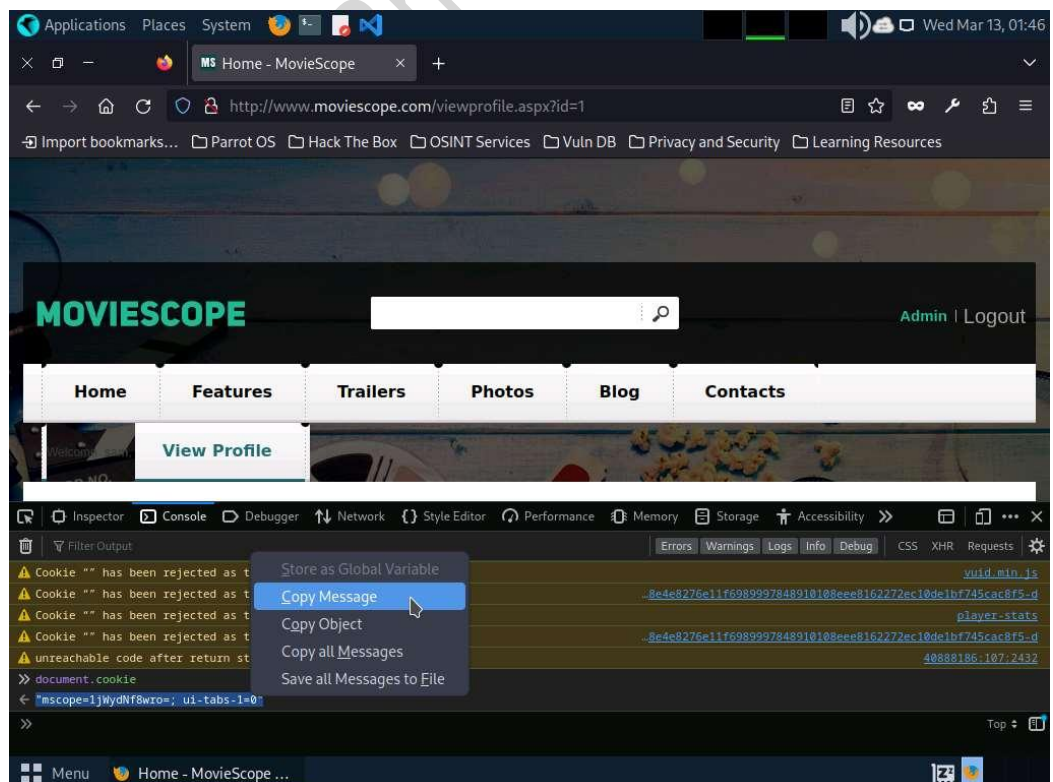 Applications Places System Wed Mar 13, 01:46
MS Home - MovieScope × +
http://www.moviescope.com/viewprofile.aspx?id=1
Import bookmarks... Parrot OS Hack The Box OSINT Services Vuln DB Privacy and Security Learning Resources
MOVIESCOPE
Admin | Logout
Home Features Trailers Photos Blog Contacts
Welcome, View Profile
Inspector Console Debugger Network {} Style Editor Performance Memory Storage Accessibility
Filter Output Errors Warnings Logs Info Debug CSS XHR Requests
Cookie "" has been rejected as t Store as Global Variable vuid.min.js
Cookie "" has been rejected as t Copy Message
Cookie "" has been rejected as t Copy Object player-stats
Cookie "" has been rejected as t Copy all Messages
unreachable code after return st 40888186:107:2432
>> document.cookie Save all Messages to File
"mscope=1jWydNf8wro=; ui-tabs-1=0"
>> Top
Menu Home - MovieScope ...